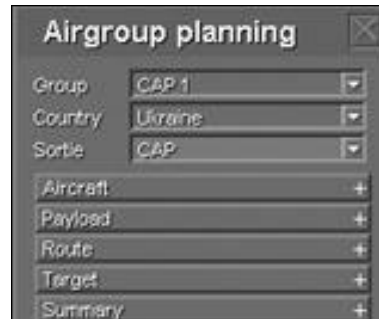 Airgroup planning
Group CAP 1
Country Ukraine
Sortie CAP
Aircraft +
Payload +
Route +
Target +
Summary +